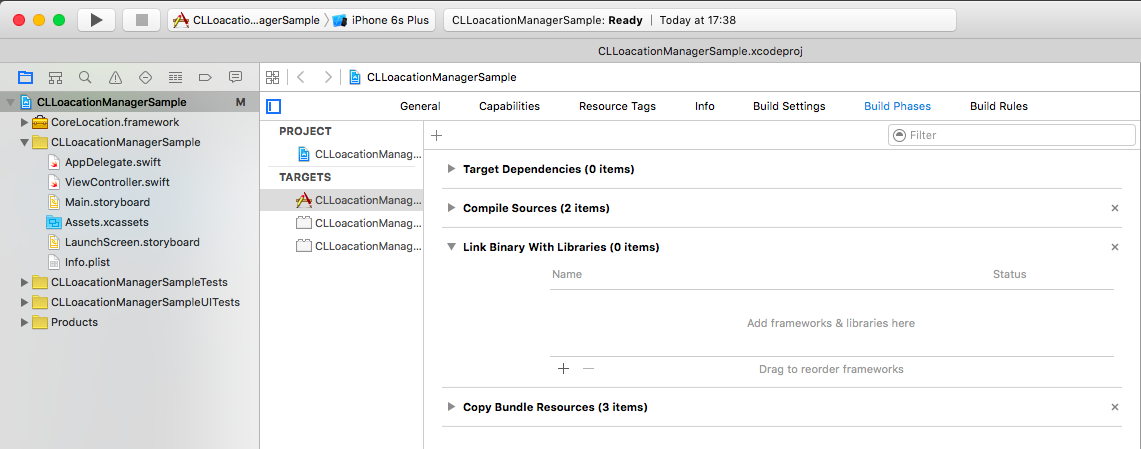 CLLoacatio...agerSample iPhone 6s Plus CLLoacationManagerSample: Ready | Today at 17:38
CLLoacationManagerSample.xcodeproj
CLLoacationManagerSample M
CoreLocation.framework
CLLoacationManagerSample
AppDelegate.swift
ViewController.swift
Main.storyboard
Assets.xcassets
LaunchScreen.storyboard
Info.plist
CLLoacationManagerSampleTests
CLLoacationManagerSampleUITests
Products
CLLoacationManagerSample
General Capabilities Resource Tags Info Build Settings Build Phases Build Rules
PROJECT
CLLoacationManag...
TARGETS
CLLoacationManag...
CLLoacationManag...
CLLoacationManag...
Filter
Target Dependencies (0 items)
Compile Sources (2 items)
Link Binary With Libraries (0 items)
Name Status
Add frameworks & libraries here
Drag to reorder frameworks
Copy Bundle Resources (3 items)